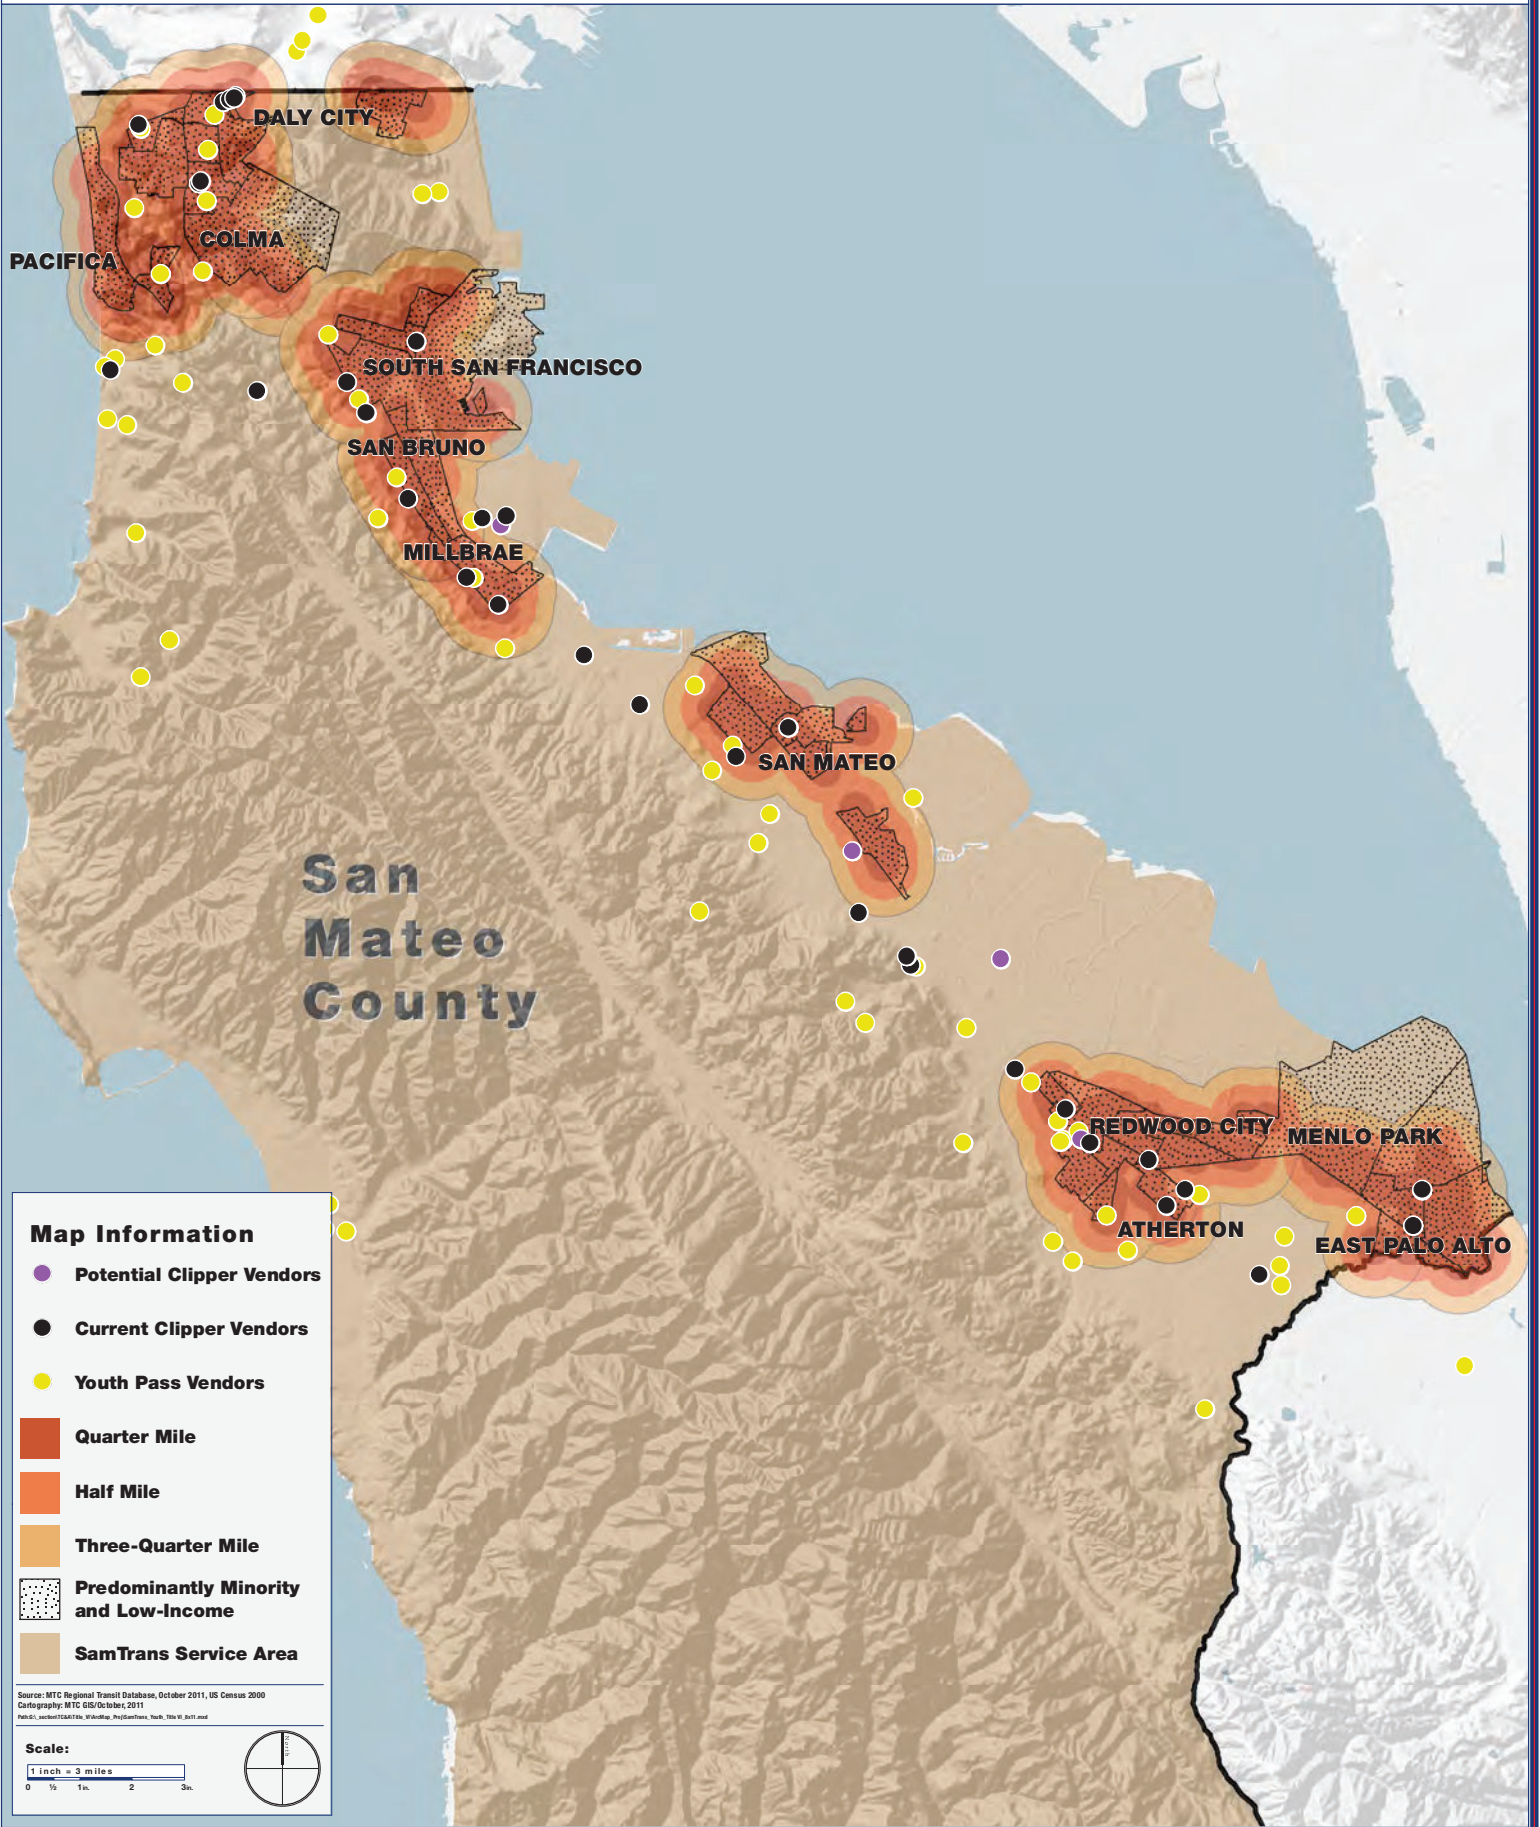 DALY CITY
COLMA
PACIFICA
SOUTH SAN FRANCISCO
SAN BRUNO
MILLBRAE
SAN MATEO
San
Mateo
County
REDWOOD CITY
MENLO PARK
ATHERTON
EAST PALO ALTO
Map Information
Potential Clipper Vendors
Current Clipper Vendors
Youth Pass Vendors
Quarter Mile
Half Mile
Three-Quarter Mile
Predominantly Minority
and Low-Income
SamTrans Service Area
Source: MTC Regional Transit Database, October 2011, US Census 2000
Cartography: MTC GIS/October, 2011
Scale:
1 inch = 3 miles
0 ½ 1in. 2 3in.
North